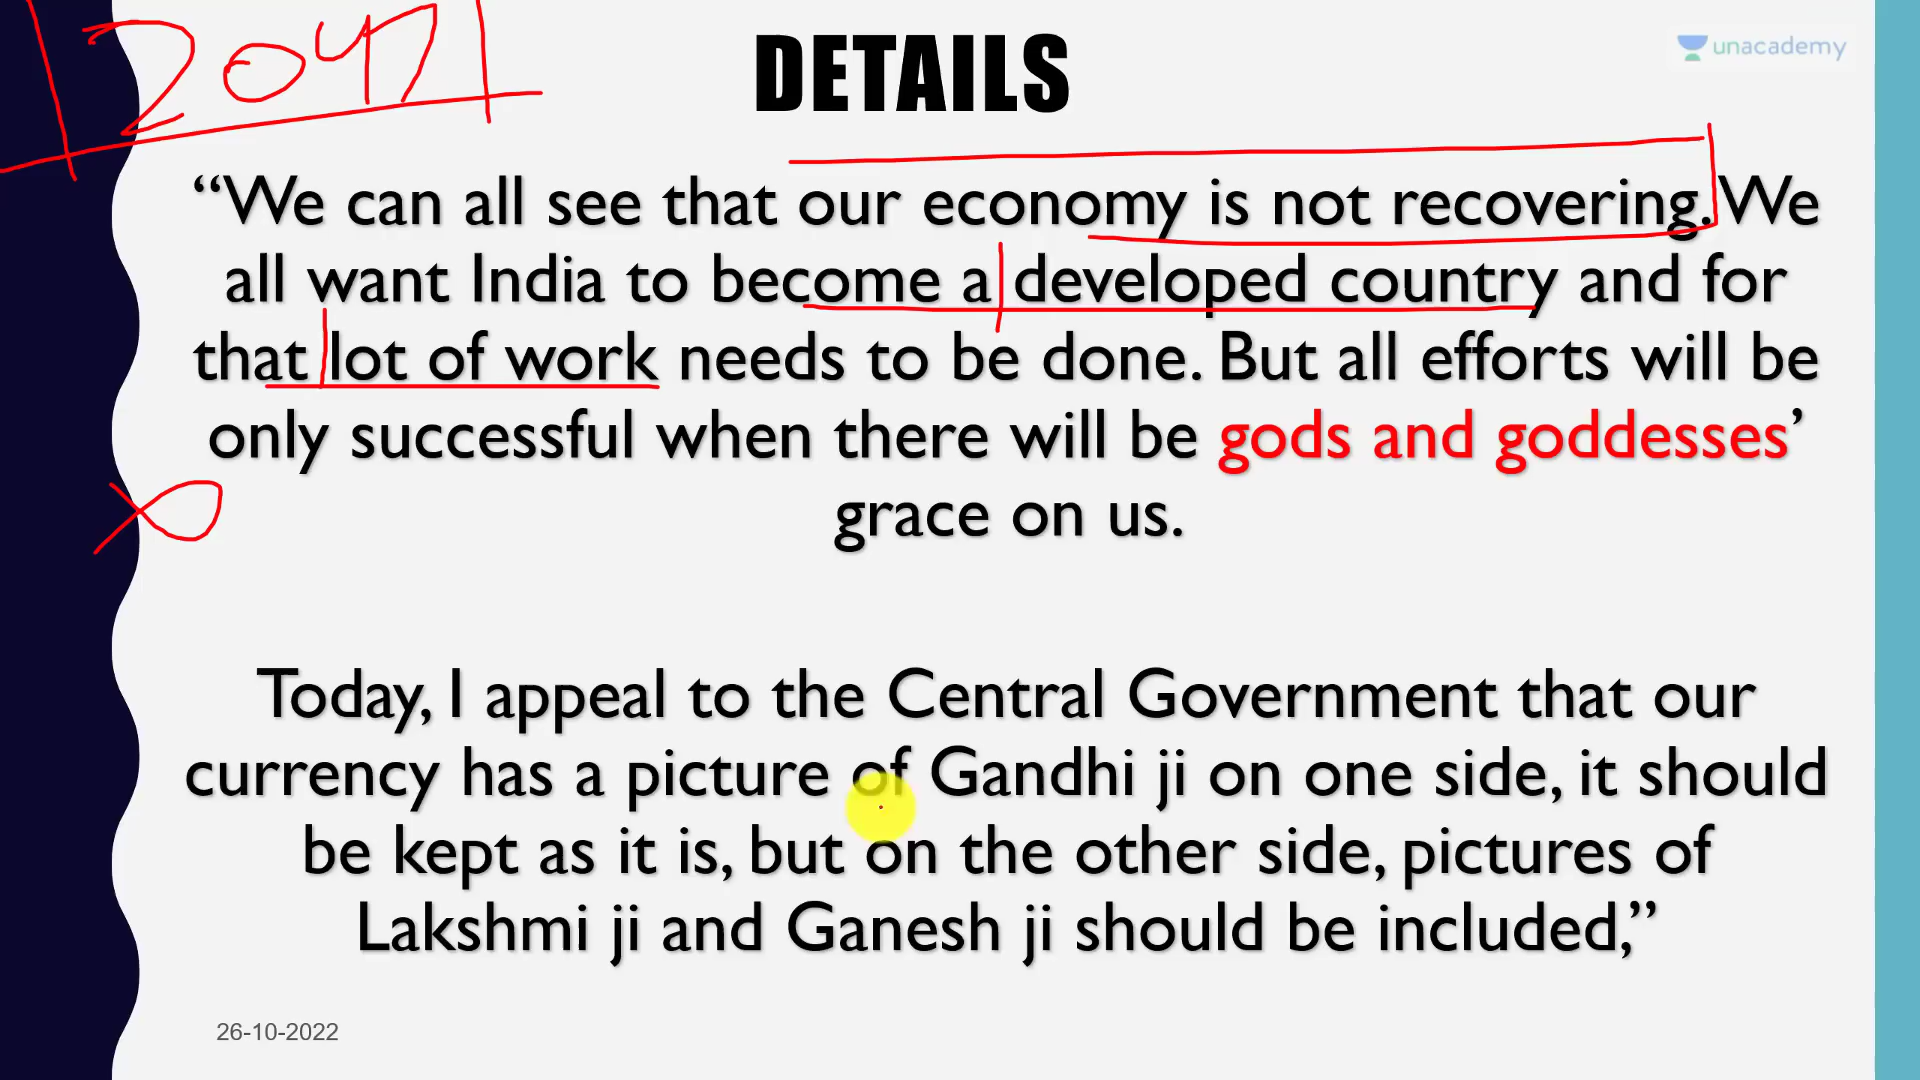 2047
DETAILS
unacademy
“We can all see that our economy is not recovering. We
all want India to become a developed country and for
that lot of work needs to be done. But all efforts will be
only successful when there will be gods and goddesses’
grace on us.
Today, I appeal to the Central Government that our
currency has a picture of Gandhi ji on one side, it should
be kept as it is, but on the other side, pictures of
Lakshmi ji and Ganesh ji should be included,”
26-10-2022